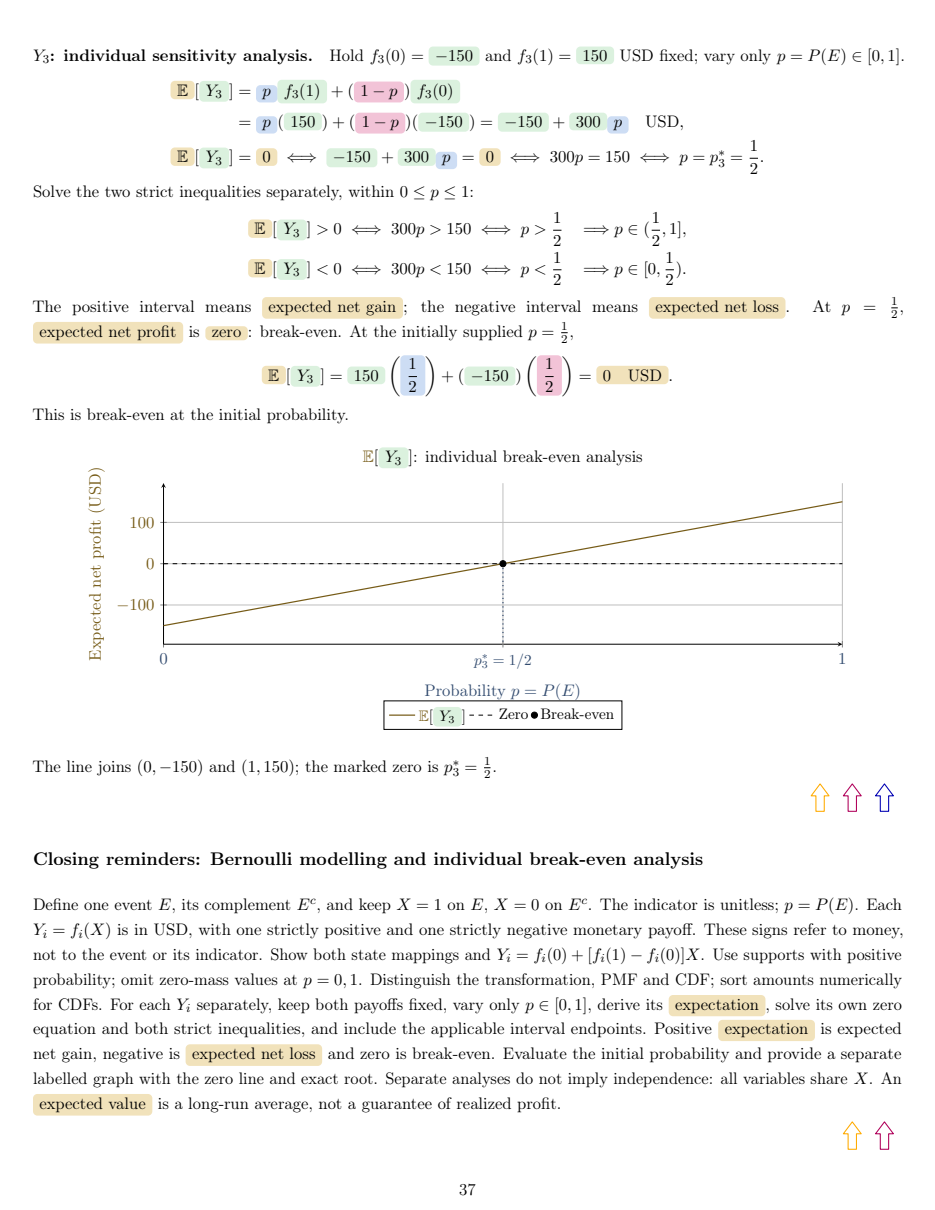 Y₃: individual sensitivity analysis. Hold f₃(0) = −150 and f₃(1) = 150 USD fixed; vary only p = P(E) ∈ [0, 1].
𝔼 [ Y₃ ] = p f₃(1) + ( 1 − p ) f₃(0)
= p ( 150 ) + ( 1 − p )( −150 ) = −150 + 300 p USD,
𝔼 [ Y₃ ] = 0 ⟺ −150 + 300 p = 0 ⟺ 300p = 150 ⟺ p = p₃* = 1/2.
Solve the two strict inequalities separately, within 0 ≤ p ≤ 1:
𝔼 [ Y₃ ] > 0 ⟺ 300p > 150 ⟺ p > 1/2 ⟹ p ∈ (1/2, 1],
𝔼 [ Y₃ ] < 0 ⟺ 300p < 150 ⟺ p < 1/2 ⟹ p ∈ [0, 1/2).
The positive interval means expected net gain ; the negative interval means expected net loss . At p = 1/2,
expected net profit is zero : break-even. At the initially supplied p = 1/2,
𝔼 [ Y₃ ] = 150 (1/2) + ( −150 ) (1/2) = 0 USD .
This is break-even at the initial probability.
𝔼[ Y₃ ]: individual break-even analysis
Expected net profit (USD)
100
0
−100
0
p₃* = 1/2
1
Probability p = P(E)
𝔼[ Y₃ ] Zero Break-even
The line joins (0, −150) and (1, 150); the marked zero is p₃* = 1/2.
Closing reminders: Bernoulli modelling and individual break-even analysis
Define one event E, its complement Eᶜ, and keep X = 1 on E, X = 0 on Eᶜ. The indicator is unitless; p = P(E). Each
Yᵢ = fᵢ(X) is in USD, with one strictly positive and one strictly negative monetary payoff. These signs refer to money,
not to the event or its indicator. Show both state mappings and Yᵢ = fᵢ(0) + [fᵢ(1) − fᵢ(0)]X. Use supports with positive
probability; omit zero-mass values at p = 0, 1. Distinguish the transformation, PMF and CDF; sort amounts numerically
for CDFs. For each Yᵢ separately, keep both payoffs fixed, vary only p ∈ [0, 1], derive its expectation , solve its own zero
equation and both strict inequalities, and include the applicable interval endpoints. Positive expectation is expected
net gain, negative is expected net loss and zero is break-even. Evaluate the initial probability and provide a separate
labelled graph with the zero line and exact root. Separate analyses do not imply independence: all variables share X. An
expected value is a long-run average, not a guarantee of realized profit.
37